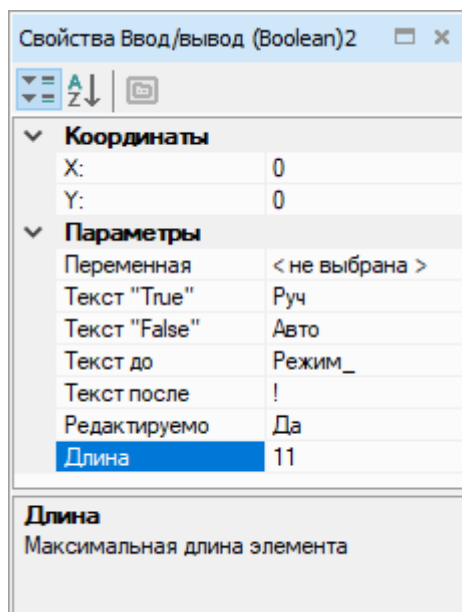 Свойства Ввод/вывод (Boolean)2
Координаты
X: 0
Y: 0
Параметры
Переменная < не выбрана >
Текст "True" Руч
Текст "False" Авто
Текст до Режим_
Текст после !
Редактируемо Да
Длина 11
Длина
Максимальная длина элемента